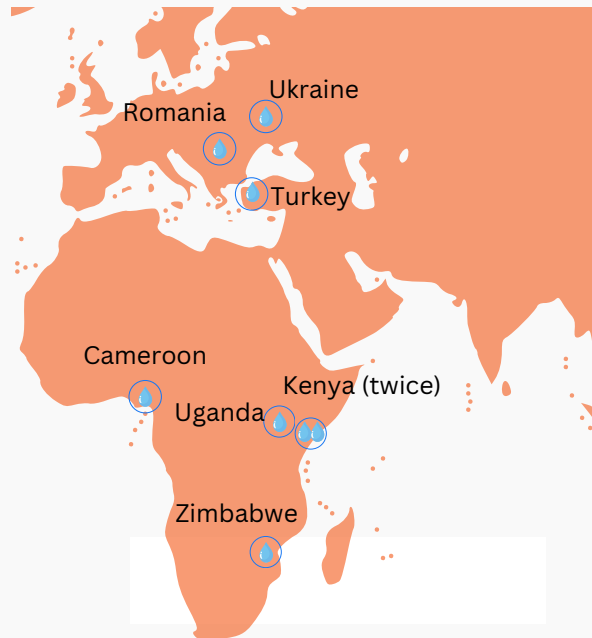 Ukraine
Romania
Turkey
Cameroon
Kenya (twice)
Uganda
Zimbabwe